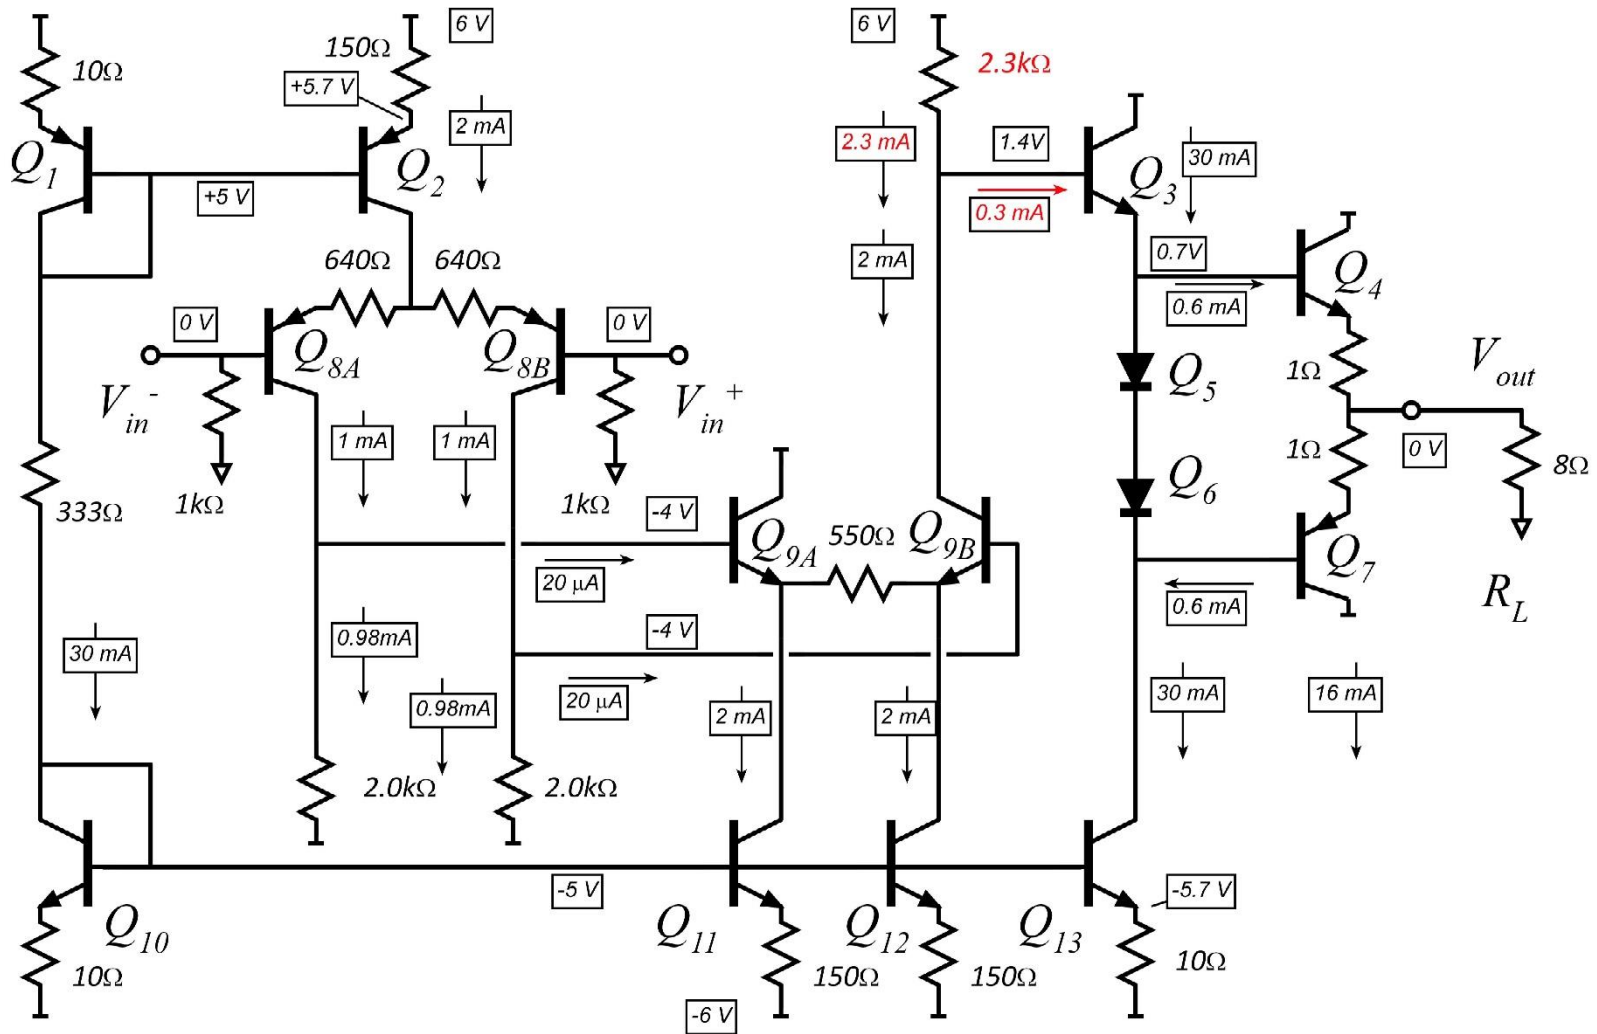 6 V
6 V
150Ω
10Ω
2.3kΩ
+5.7 V
2 mA
2.3 mA
1.4V
30 mA
Q1
Q2
Q3
+5 V
0.3 mA
640Ω
640Ω
2 mA
0.7V
Q4
0.6 mA
0 V
0 V
Q8A
Q8B
Q5
1Ω
Vout
Vin-
Vin+
1 mA
1 mA
1Ω
0 V
Q6
8Ω
333Ω
1kΩ
1kΩ
-4 V
Q9A
550Ω
Q9B
Q7
20 µA
0.6 mA
RL
30 mA
0.98mA
-4 V
0.98mA
20 µA
2 mA
2 mA
30 mA
16 mA
2.0kΩ
2.0kΩ
-5 V
-5.7 V
Q10
Q11
Q12
Q13
10Ω
150Ω
150Ω
10Ω
-6 V